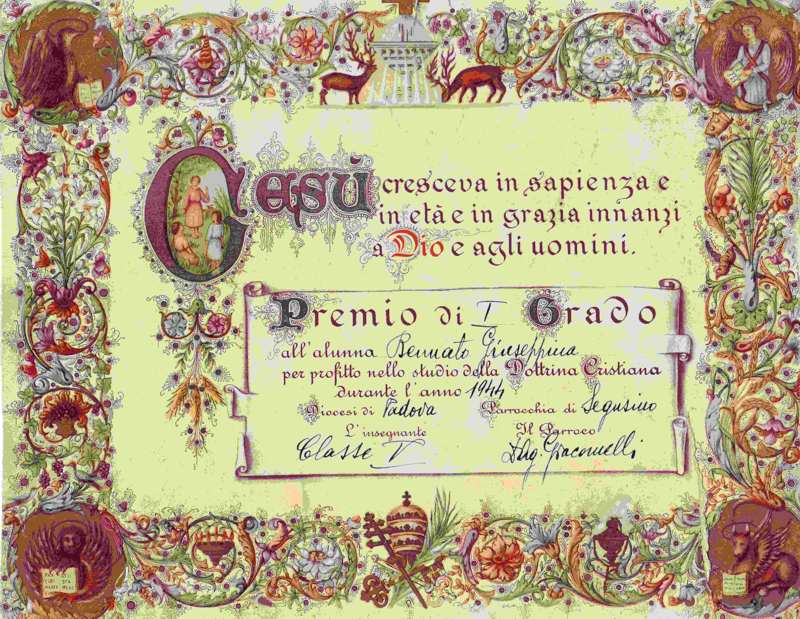 Gesù cresceva in sapienza e
in età e in grazia innanzi
a Dio e agli uomini.
Premio di I Grado
all'alunna Bennato Giuseppina
per profitto nello studio della Dottrina Cristiana
durante l'anno 1944
Diocesi di Padova Parrocchia di Segusino
L'insegnante Il Parroco
Classe V Giacomelli